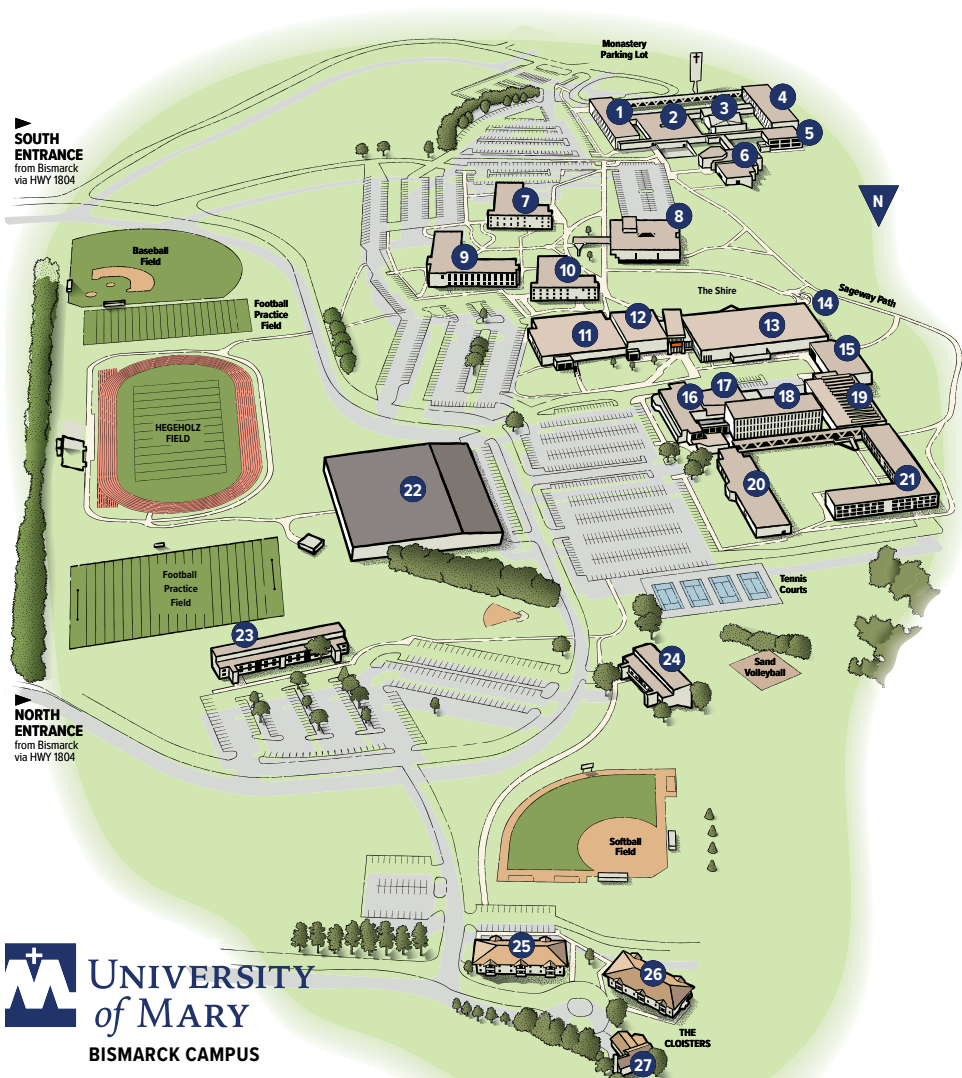 Monastery
Parking Lot
SOUTH
ENTRANCE
from Bismarck
via HWY 1804
1
2
3
4
5
6
N
7
8
9
10
Baseball
Field
Football
Practice
Field
The Shire
Sageway Path
11
12
13
14
15
16
17
18
19
20
21
HEGEHOLZ
FIELD
22
Football
Practice
Field
Tennis
Courts
23
24
Sand
Volleyball
NORTH
ENTRANCE
from Bismarck
via HWY 1804
Softball
Field
25
26
27
THE
CLOISTERS
UNIVERSITY
of MARY
BISMARCK CAMPUS